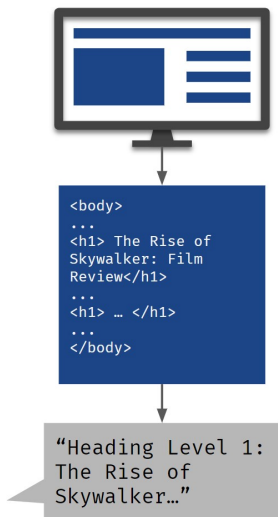 <body>
...
<h1> The Rise of
Skywalker: Film
Review</h1>
...
<h1> … </h1>
...
</body>
“Heading Level 1:
The Rise of
Skywalker…”